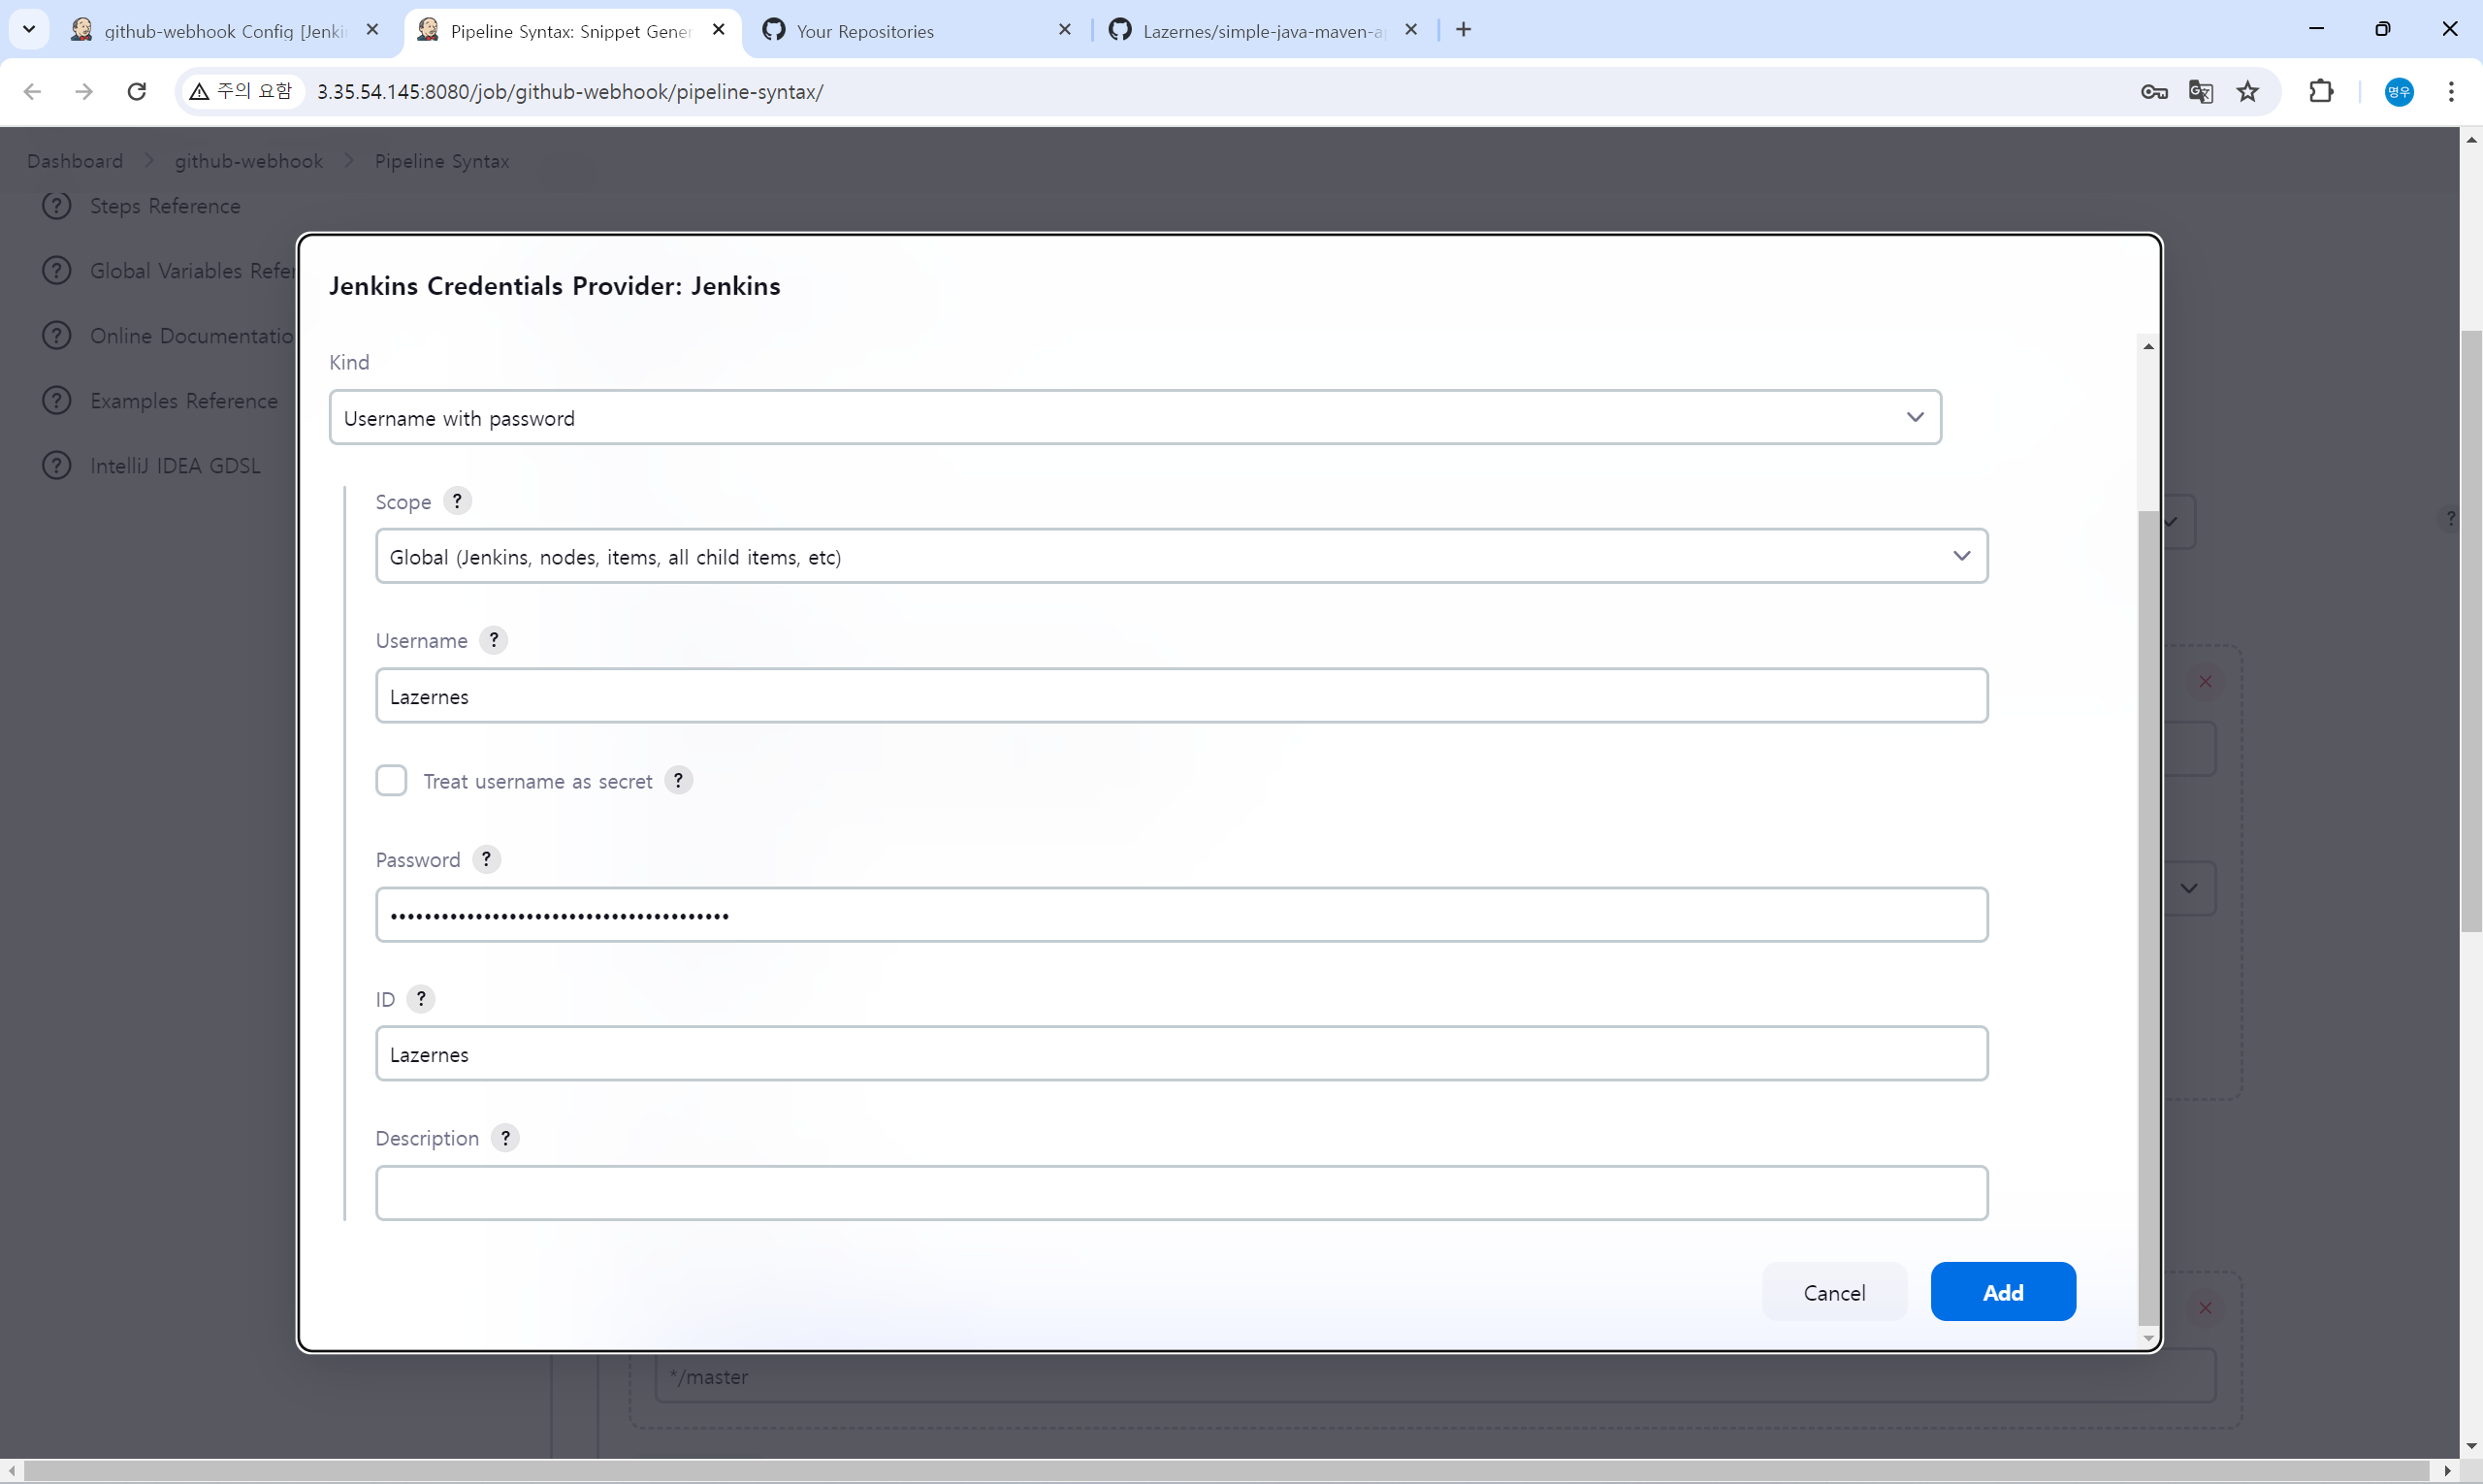 github-webhook Config [Jenki
Pipeline Syntax: Snippet Gener
Your Repositories
Lazernes/simple-java-maven-a
주의 요함
3.35.54.145:8080/job/github-webhook/pipeline-syntax/
명우
Dashboard
github-webhook
Pipeline Syntax
Steps Reference
Global Variables Refer
Online Documentatio
Examples Reference
IntelliJ IDEA GDSL
Jenkins Credentials Provider: Jenkins
Kind
Username with password
Scope ?
Global (Jenkins, nodes, items, all child items, etc)
Username ?
Lazernes
Treat username as secret ?
Password ?
••••••••••••••••••••••••••••••••••••••••
ID ?
Lazernes
Description ?
Cancel
Add
*/master